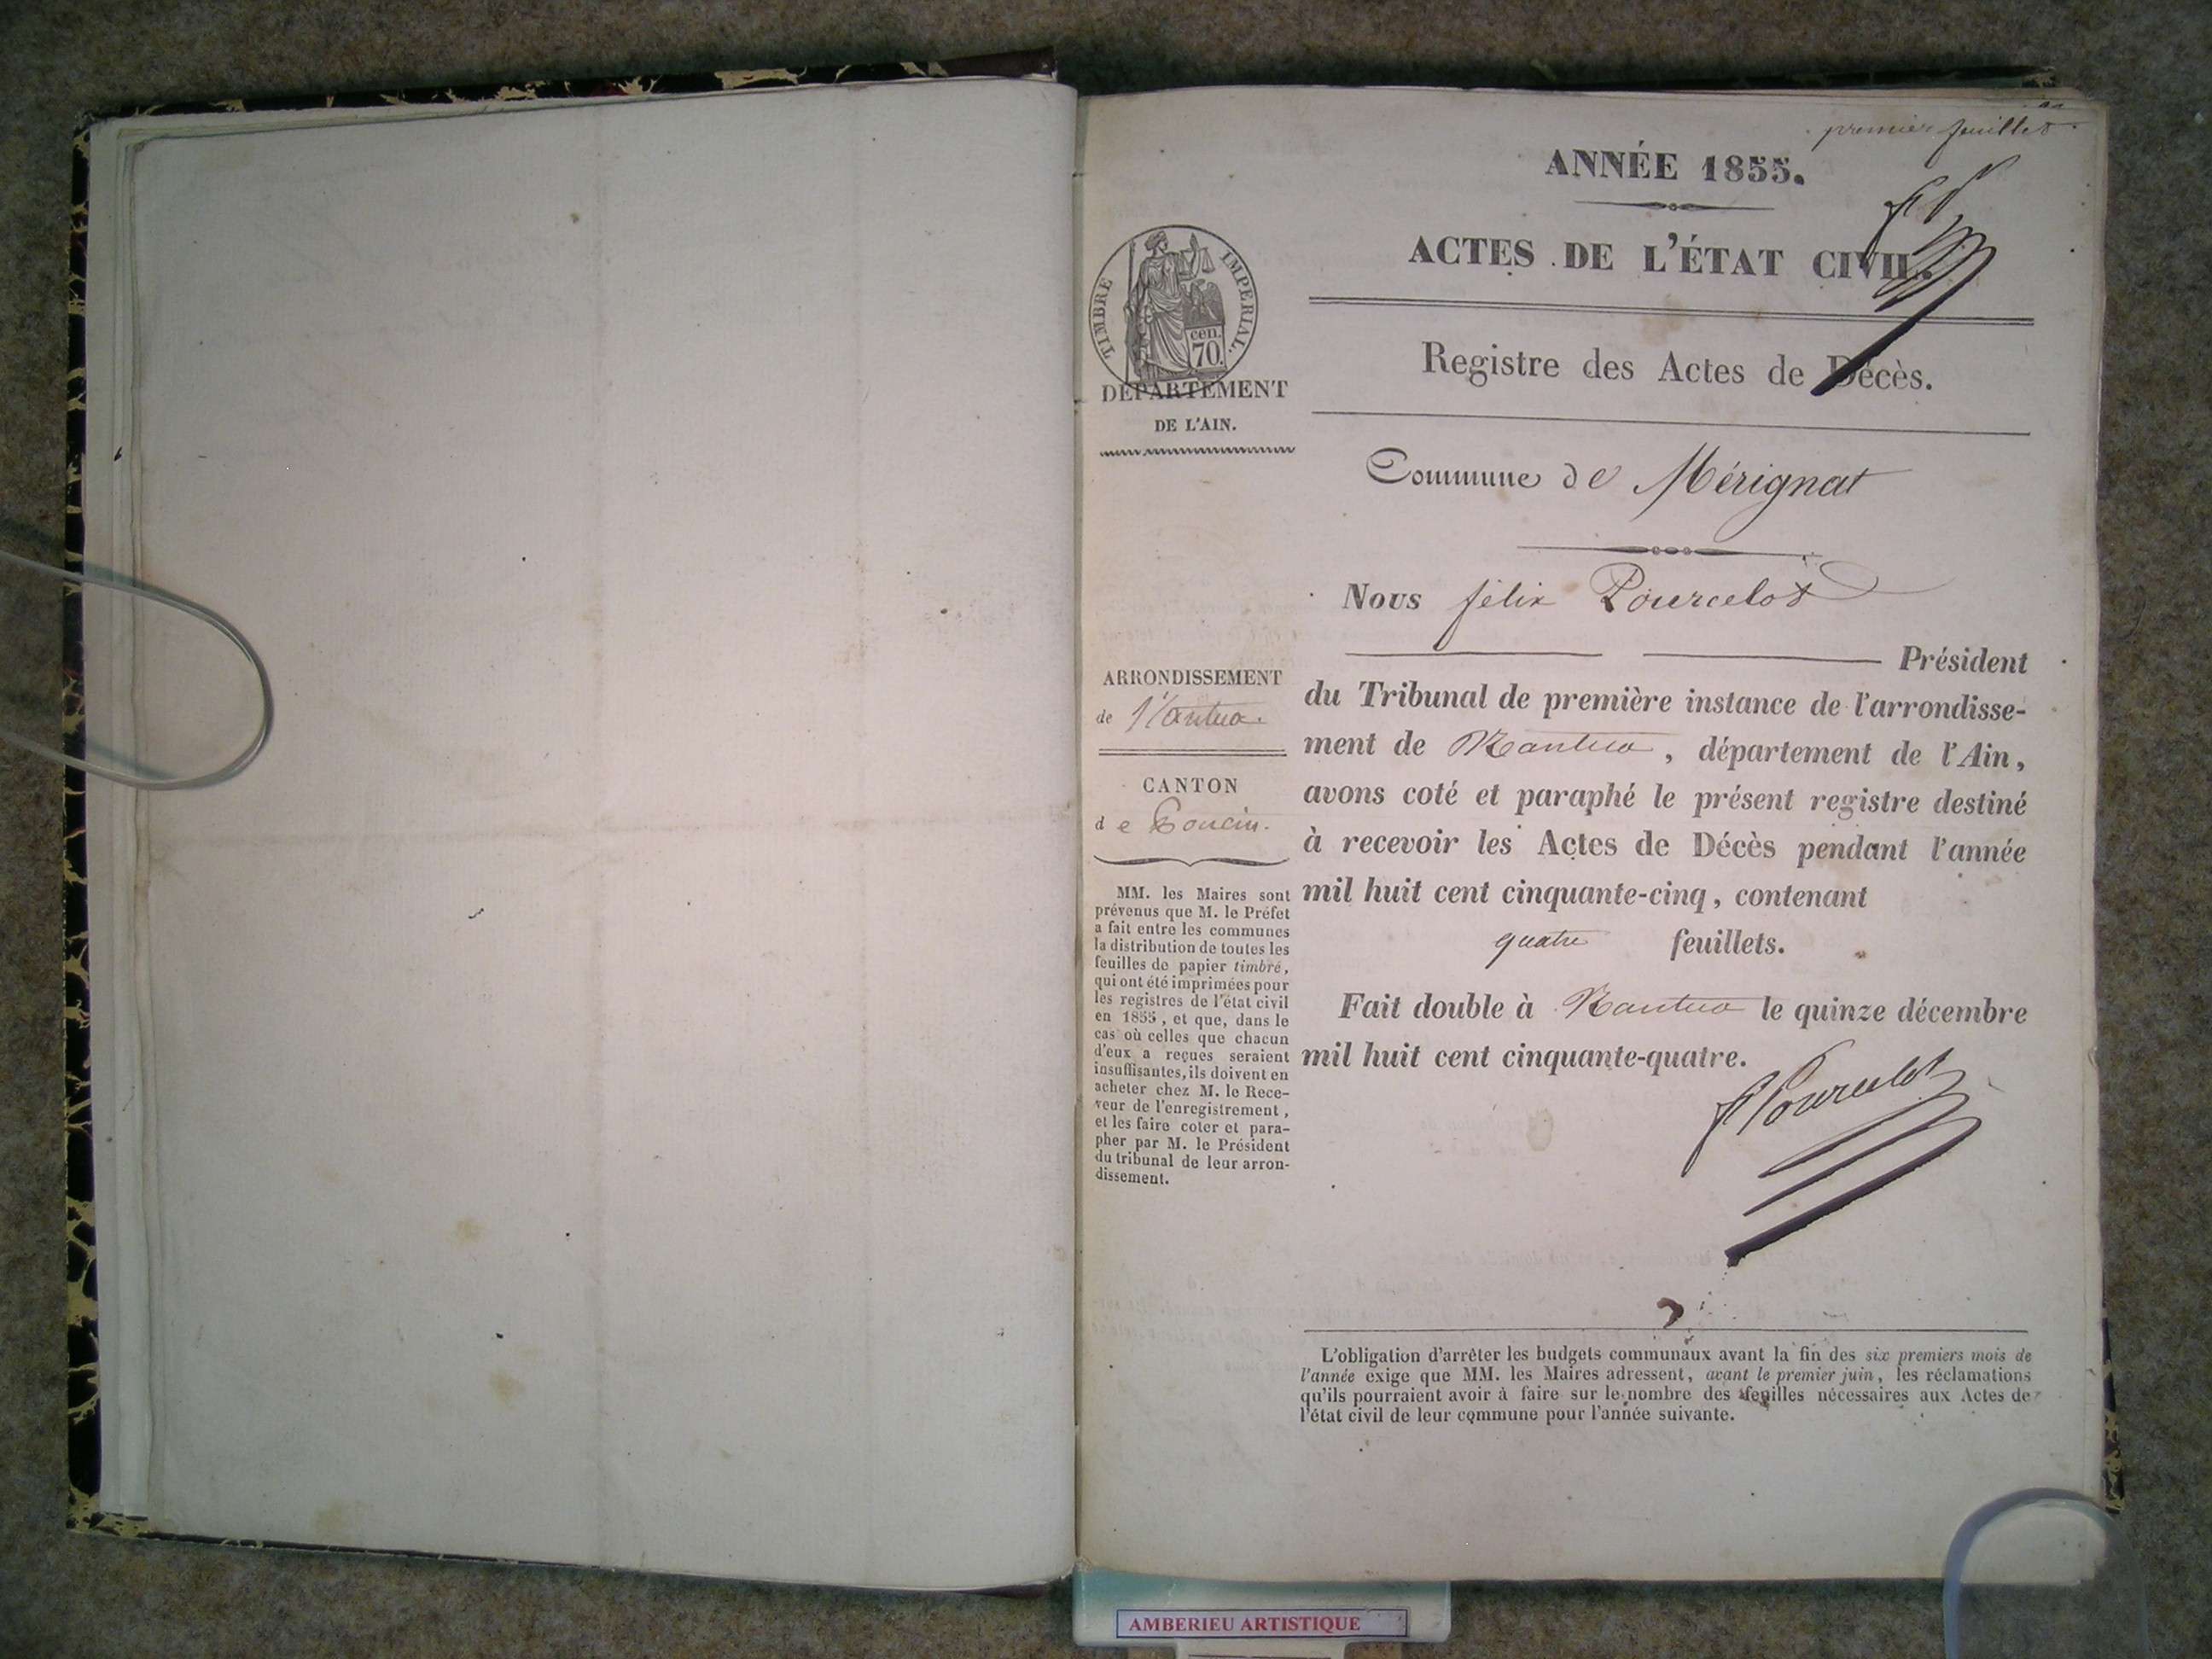 premier feuillet
ANNÉE 1855.
ACTES DE L'ÉTAT CIVIL.
TIMBRE IMPERIAL.
cen.
70.
Registre des Actes de Décès.
DÉPARTEMENT
DE L'AIN.
Commune de Mérignat
Nous félix Pourcelot
Président
du Tribunal de première instance de l'arrondisse-
ment de Nantua, département de l'Ain,
avons coté et paraphé le présent registre destiné
à recevoir les Actes de Décès pendant l'année
mil huit cent cinquante-cinq, contenant
quatre feuillets.
Fait double à Nantua le quinze décembre
mil huit cent cinquante-quatre.
f Pourcelot
ARRONDISSEMENT
de Nantua.
CANTON
de Poncin.
MM. les Maires sont
prévenus que M. le Préfet
a fait entre les communes
la distribution de toutes les
feuilles de papier timbré,
qui ont été imprimées pour
les registres de l'état civil
en 1855, et que, dans le
cas où celles que chacun
d'eux a reçues seraient
insuffisantes, ils doivent en
acheter chez M. le Rece-
veur de l'enregistrement,
et les faire coter et para-
pher par M. le Président
du tribunal de leur arron-
dissement.
L'obligation d'arrêter les budgets communaux avant la fin des six premiers mois de
l'année exige que MM. les Maires adressent, avant le premier juin, les réclamations
qu'ils pourraient avoir à faire sur le nombre des feuilles nécessaires aux Actes de
l'état civil de leur commune pour l'année suivante.
AMBERIEU ARTISTIQUE